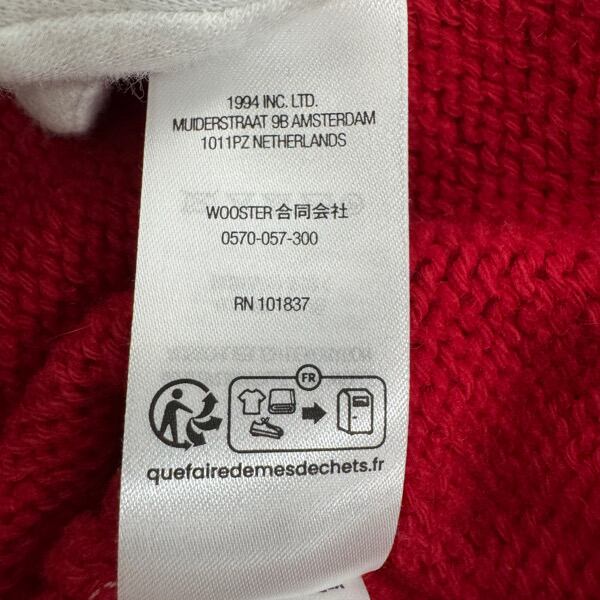 1994 INC. LTD.
MUIDERSTRAAT 9B AMSTERDAM
1011PZ NETHERLANDS
WOOSTER 合同会社
0570-057-300
RN 101837
FR
quefairedemesdechets.fr